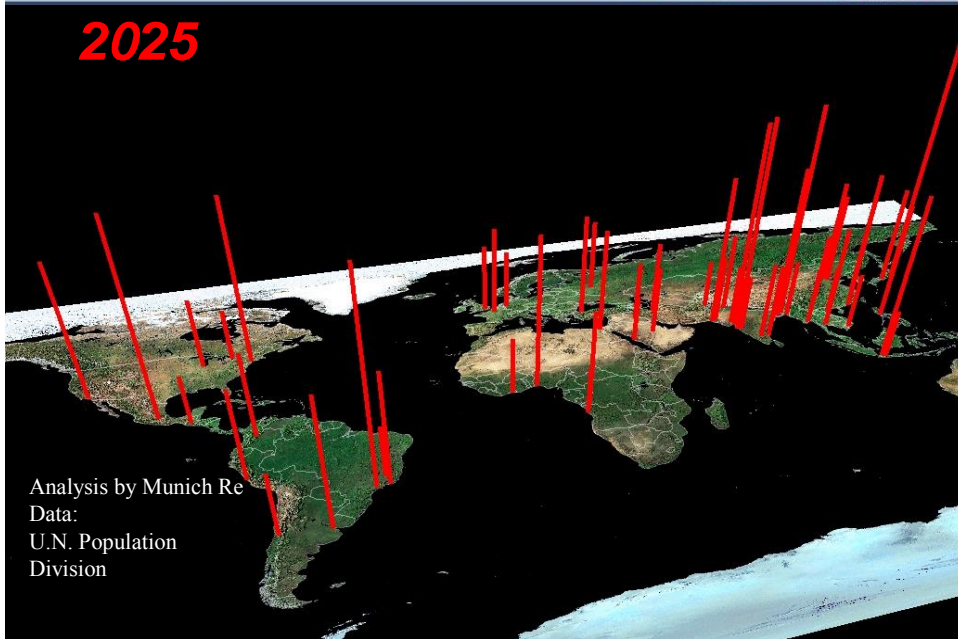 2025
Analysis by Munich Re
Data:
U.N. Population
Division